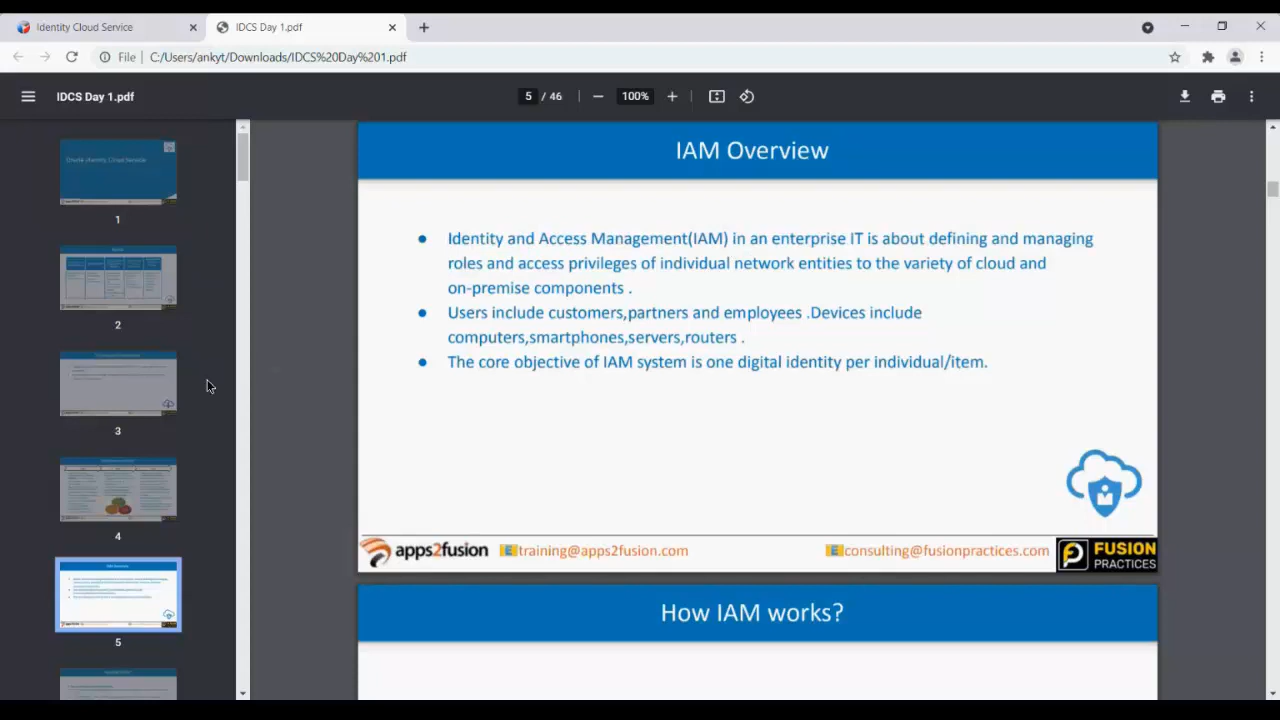 Identity Cloud Service
IDCS Day 1.pdf
File
C:/Users/ankyt/Downloads/IDCS%20Day%201.pdf
IDCS Day 1.pdf
5 / 46
100%
1
2
3
4
5
IAM Overview
● Identity and Access Management(IAM) in an enterprise IT is about defining and managing
roles and access privileges of individual network entities to the variety of cloud and
on-premise components .
● Users include customers,partners and employees .Devices include
computers,smartphones,servers,routers .
● The core objective of IAM system is one digital identity per individual/item.
apps2fusion
training@apps2fusion.com
consulting@fusionpractices.com
FUSION
PRACTICES
How IAM works?